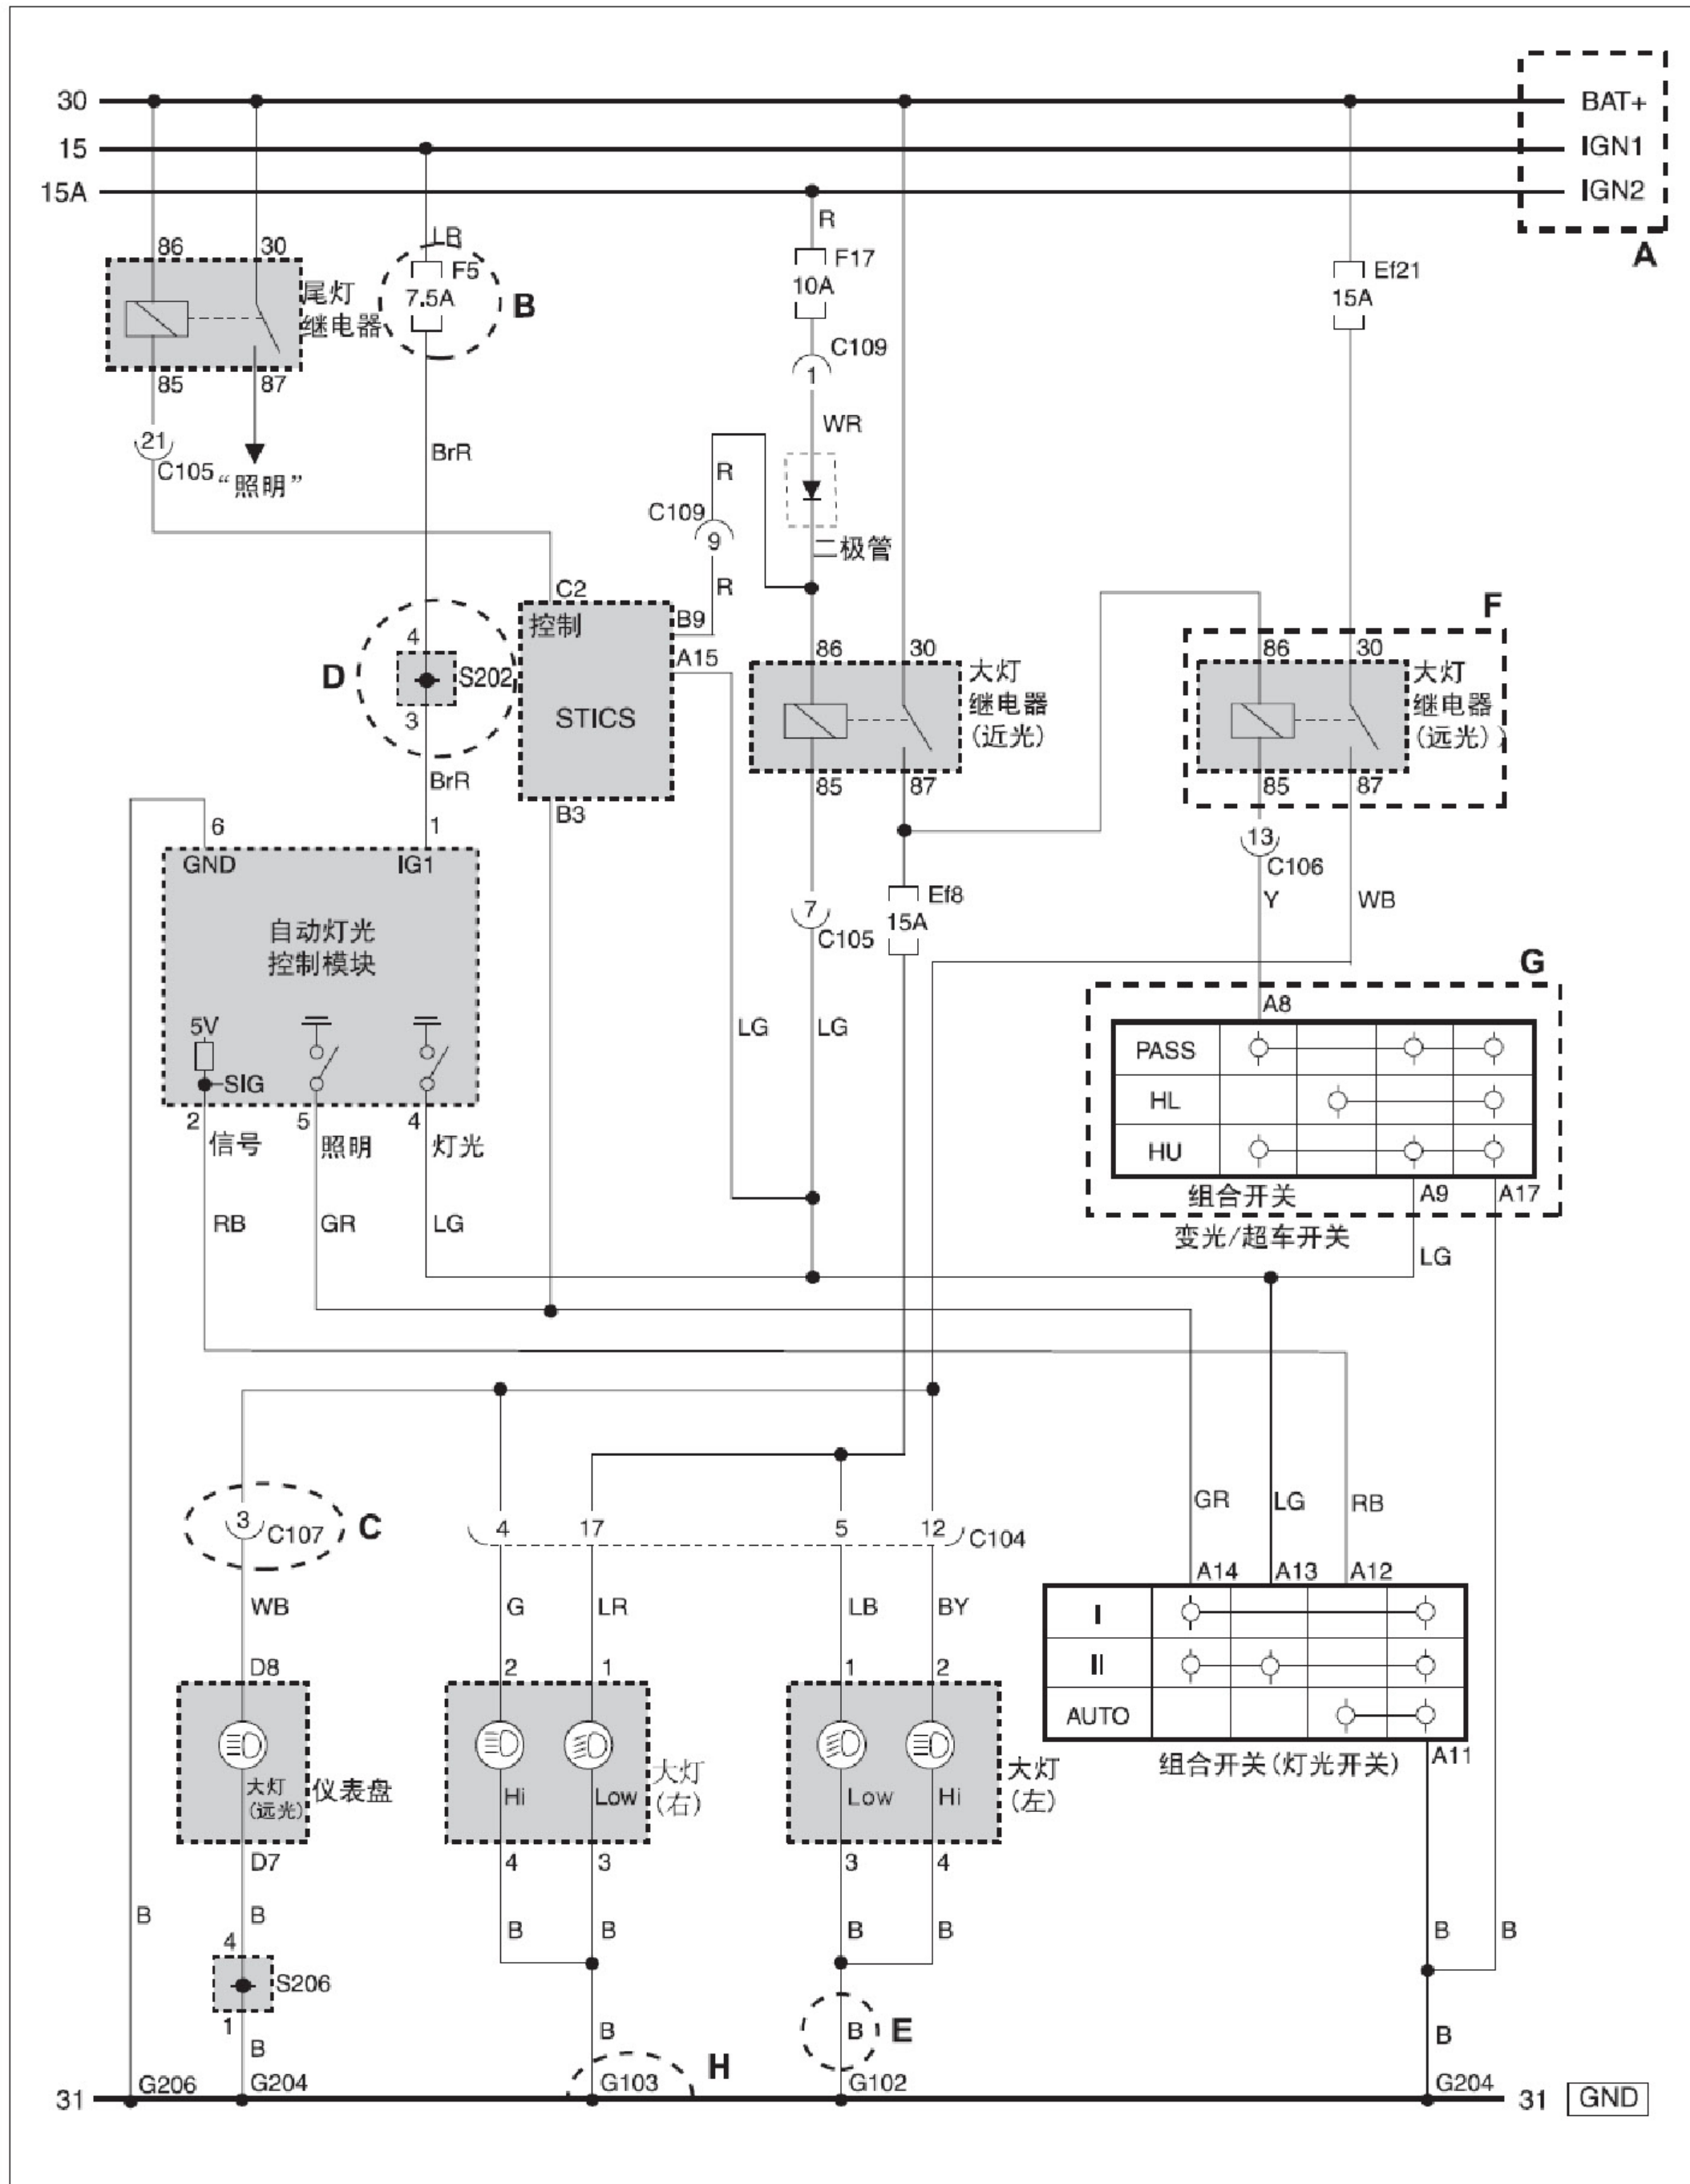 30
BAT+
15
IGN1
15A
IGN2
A
R
LR
86
30
F5
7.5A
B
F17
10A
Ef21
15A
尾灯
继电器
85
87
C109
1
21
C105
“照明”
BrR
WR
R
C109
9
二极管
R
C2
控制
B9
A15
STICS
B3
4
D
S202
3
BrR
86
30
大灯
继电器
(近光)
85
87
F
86
30
大灯
继电器
(远光)
85
87
13
C106
Y
WB
6
1
GND
IG1
自动灯光
控制模块
5V
SIG
2
5
4
信号
照明
灯光
RB
GR
LG
7
C105
Ef8
15A
LG
LG
G
A8
PASS
HL
HU
组合开关
A9
A17
变光/超车开关
LG
3
C107
C
4
17
5
12
C104
GR
LG
RB
A14
A13
A12
I
II
AUTO
A11
组合开关(灯光开关)
WB
G
LR
LB
BY
D8
2
1
1
2
大灯
(远光)
仪表盘
Hi
Low
大灯
(右)
Low
Hi
大灯
(左)
D7
4
3
3
4
B
B
B
B
B
B
B
B
4
S206
1
B
B
B
E
B
H
31
G206
G204
G103
G102
G204
31
GND